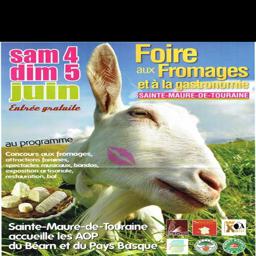 sam 4
dim 5
juin
Entrée gratuite
Foire
aux Fromages
et à la gastronomie
SAINTE-MAURE-DE-TOURAINE
au programme
Concours aux fromages,
attractions foraines,
spectacles musicaux, bandas,
exposition artisanale,
restauration, bal...
Sainte-Maure-de-Touraine
accueille les AOP
du Béarn et du Pays Basque